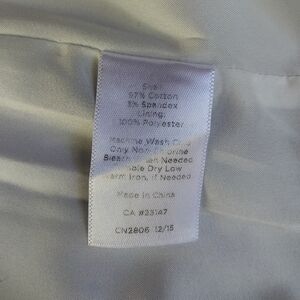 Shell:
97% Cotton
3% Spandex
Lining:
100% Polyester
Machine Wash Cold
Only Non-Chlorine
Bleach When Needed
Tumble Dry Low
Warm Iron, if Needed
Made in China
CA #23147
CN2806 12/15